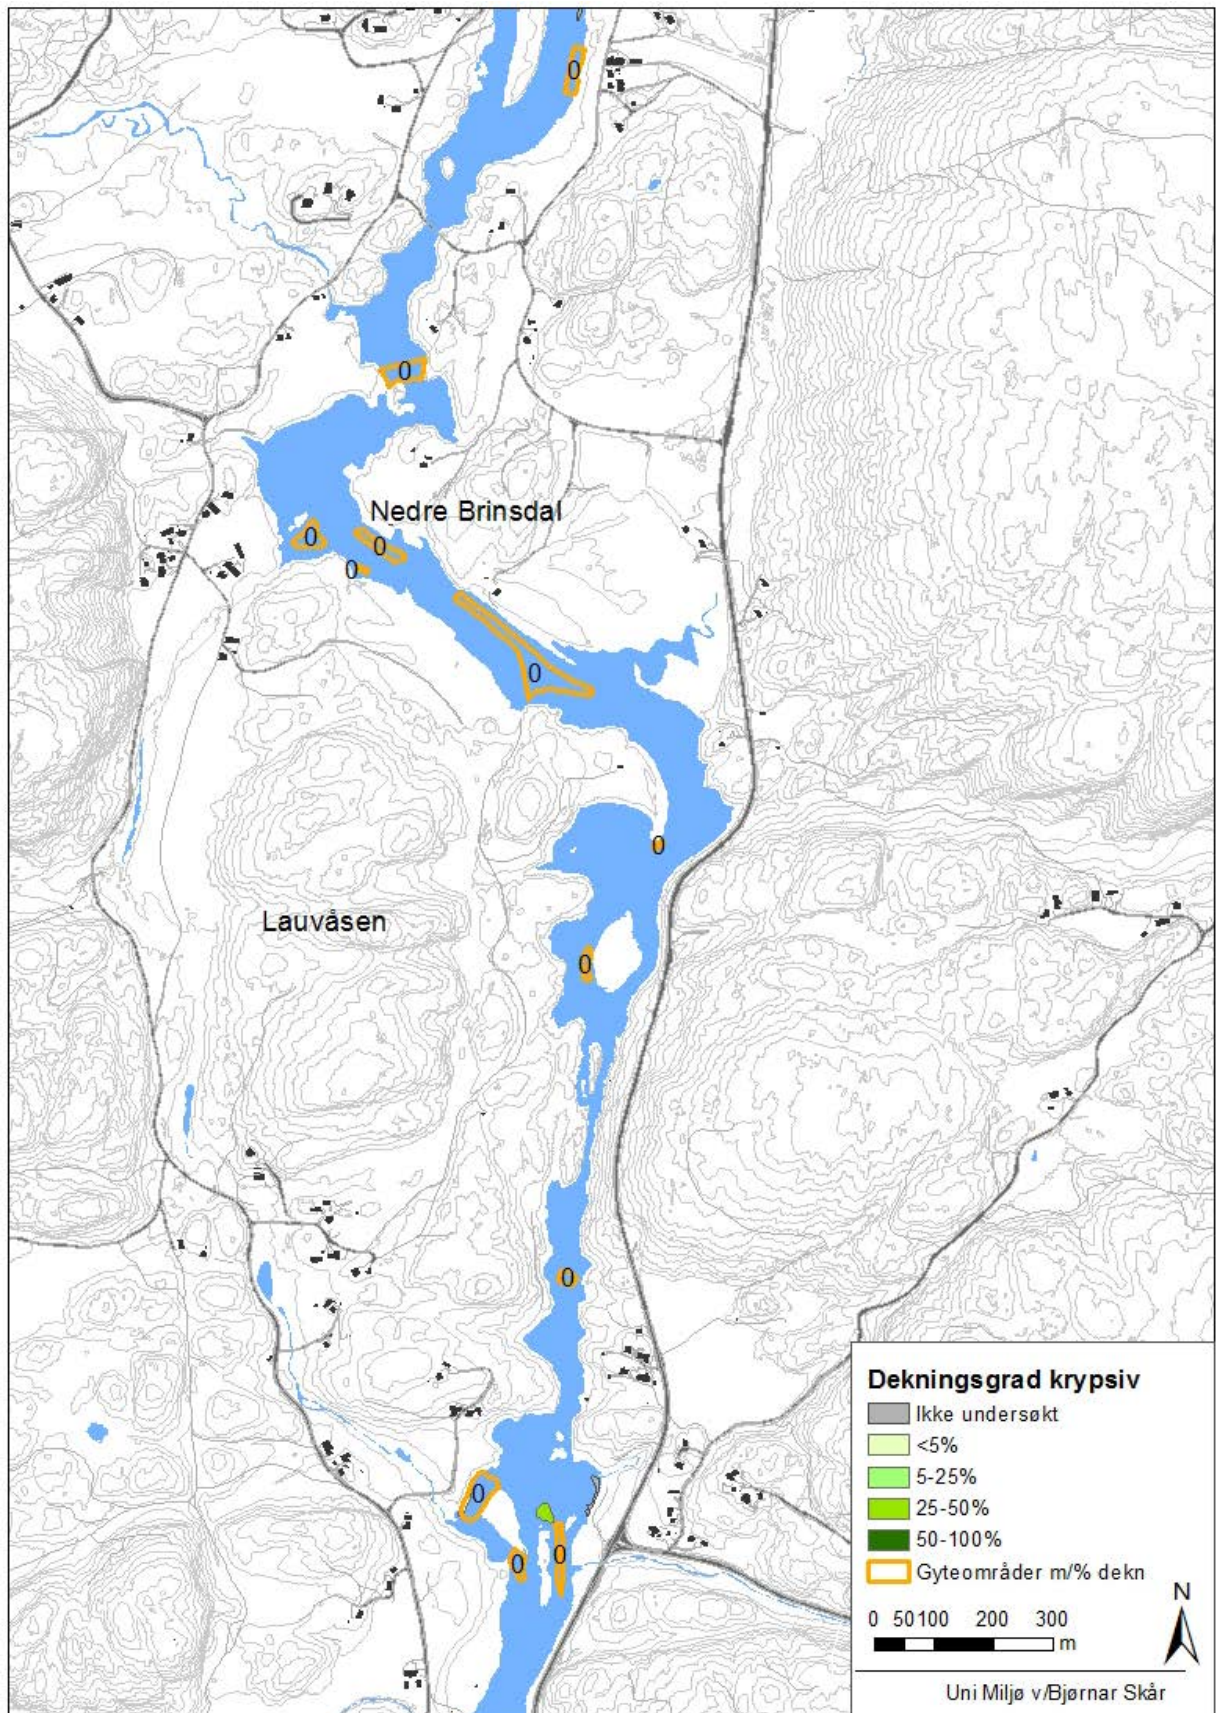 0
0
Nedre Brinsdal
0
0
0
0
0
Lauvåsen
0
0
0
0
0
Dekningsgrad krypsiv
Ikke undersøkt
<5%
5-25%
25-50%
50-100%
Gyteområder m/% dekn
N
0 50 100 200 300
m
Uni Miljø v/Bjørnar Skår